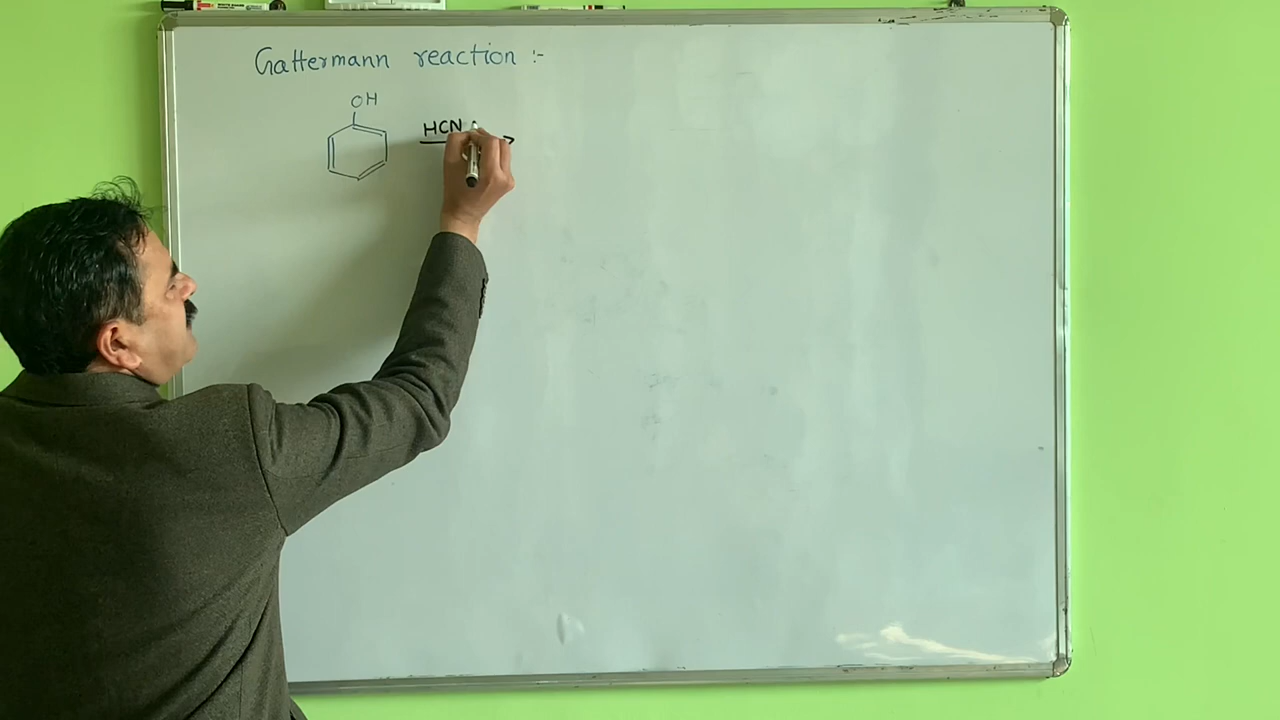 Gattermann reaction :-
OH
HCN